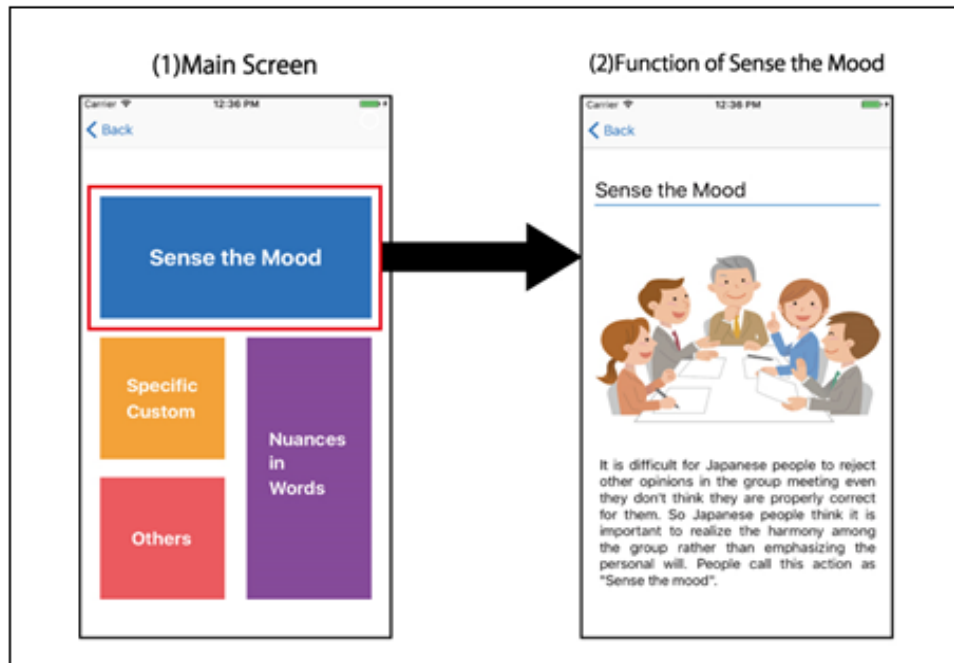 (1)Main Screen
Carrier 12:36 PM
Back
Sense the Mood
Specific
Custom
Nuances
in
Words
Others
(2)Function of Sense the Mood
Carrier 12:36 PM
Back
Sense the Mood
It is difficult for Japanese people to reject
other opinions in the group meeting even
they don't think they are properly correct
for them. So Japanese people think it is
important to realize the harmony among
the group rather than emphasizing the
personal will. People call this action as
"Sense the mood".